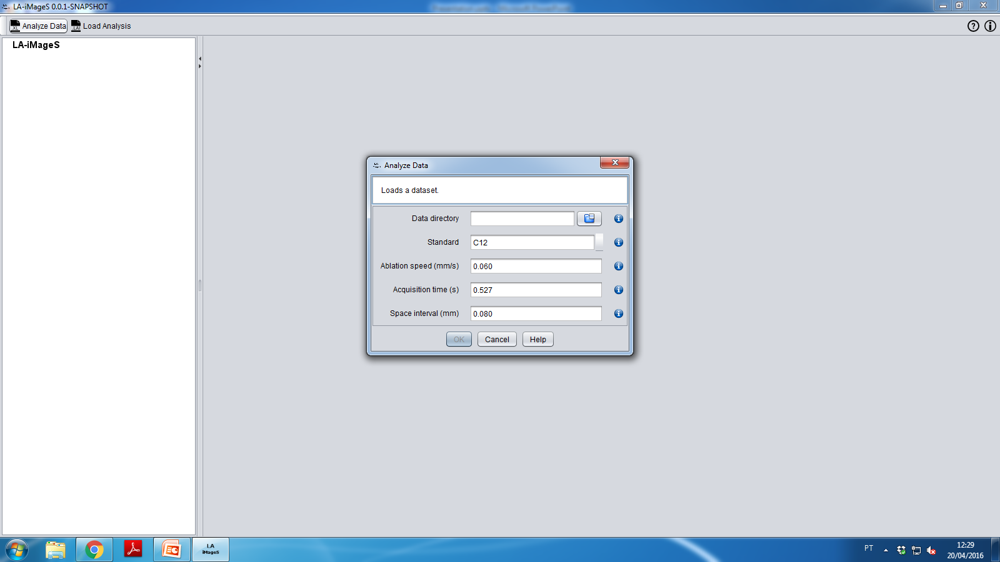 LA-iMageS 0.0.1-SNAPSHOT
Analyze Data
Load Analysis
LA-iMageS
Analyze Data
Loads a dataset.
Data directory
Standard
C12
Ablation speed (mm/s)
0.060
Acquisition time (s)
0.527
Space interval (mm)
0.080
OK
Cancel
Help
LA
iMageS
PT
12:29
20/04/2016